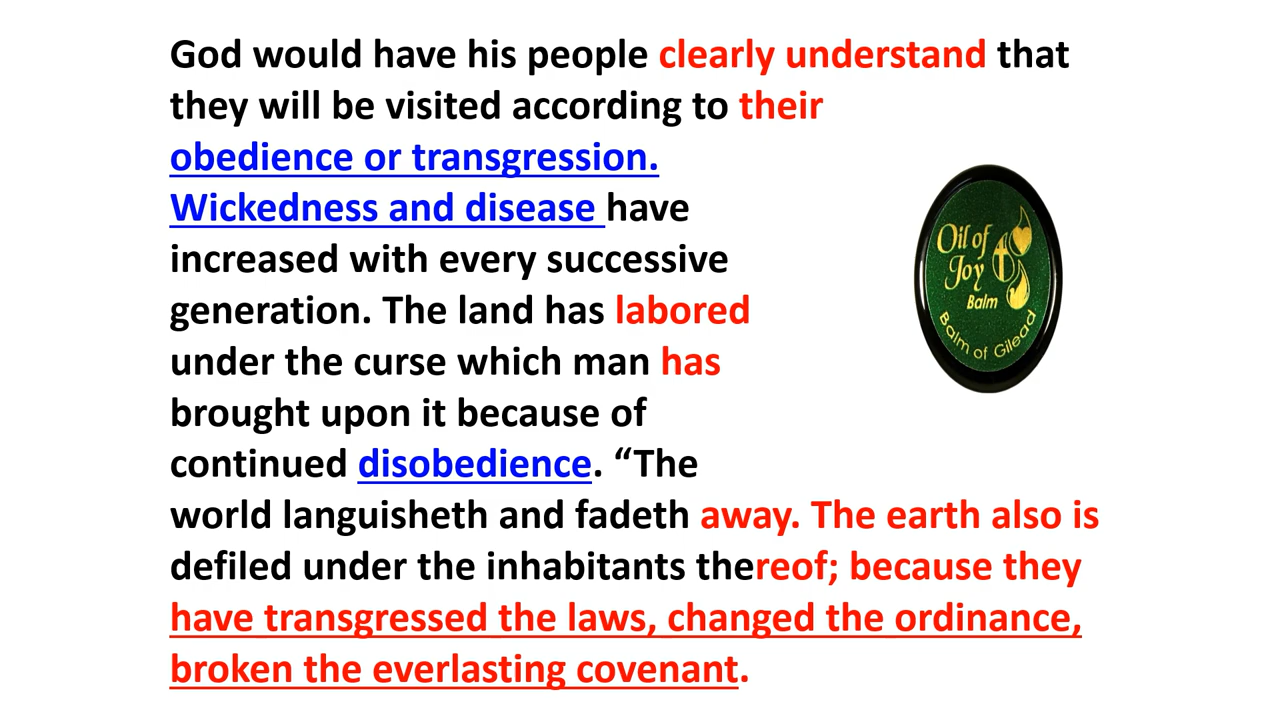 God would have his people clearly understand that
they will be visited according to their
obedience or transgression.
Wickedness and disease have
increased with every successive
generation. The land has labored
under the curse which man has
brought upon it because of
continued disobedience. “The
world languisheth and fadeth away. The earth also is
defiled under the inhabitants thereof; because they
have transgressed the laws, changed the ordinance,
broken the everlasting covenant.
Oil of
Joy
Balm
Balm of Gilead